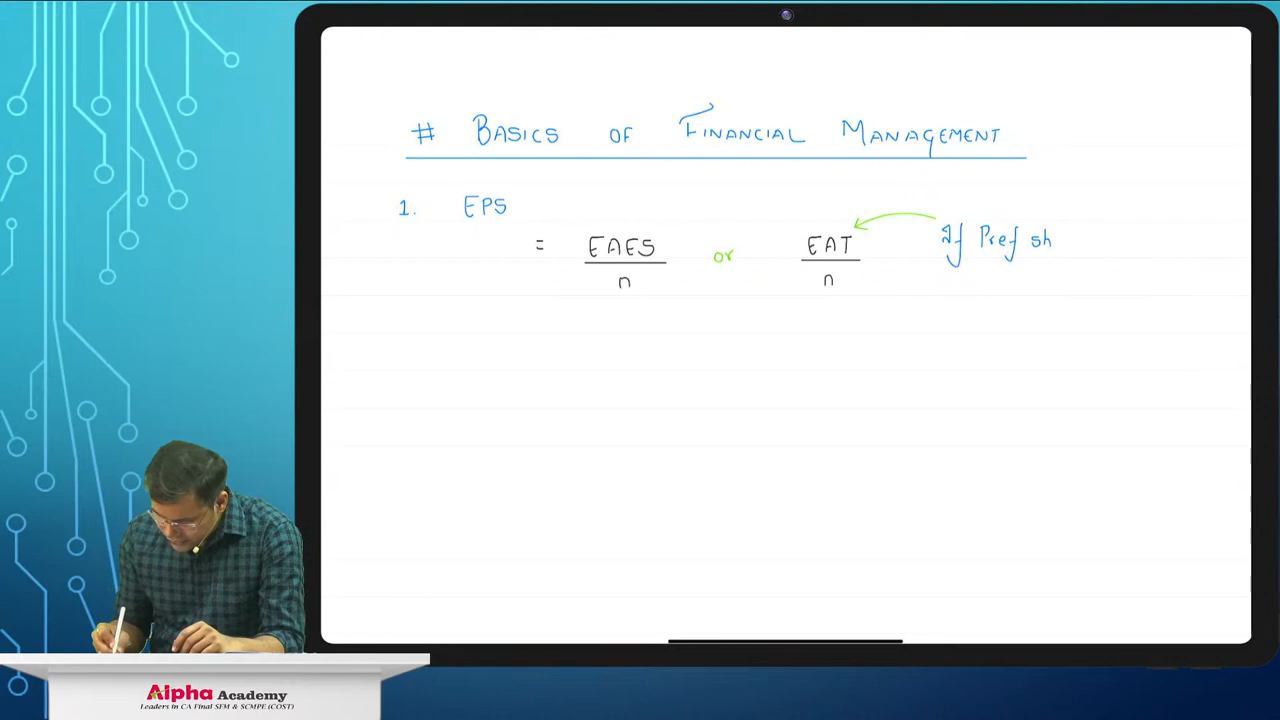 # BASICS OF FINANCIAL MANAGEMENT
1. EPS
= EAES or EAT If Pref sh
n n
Alpha Academy
Leaders in CA Final SFM & SCMPE (COST)